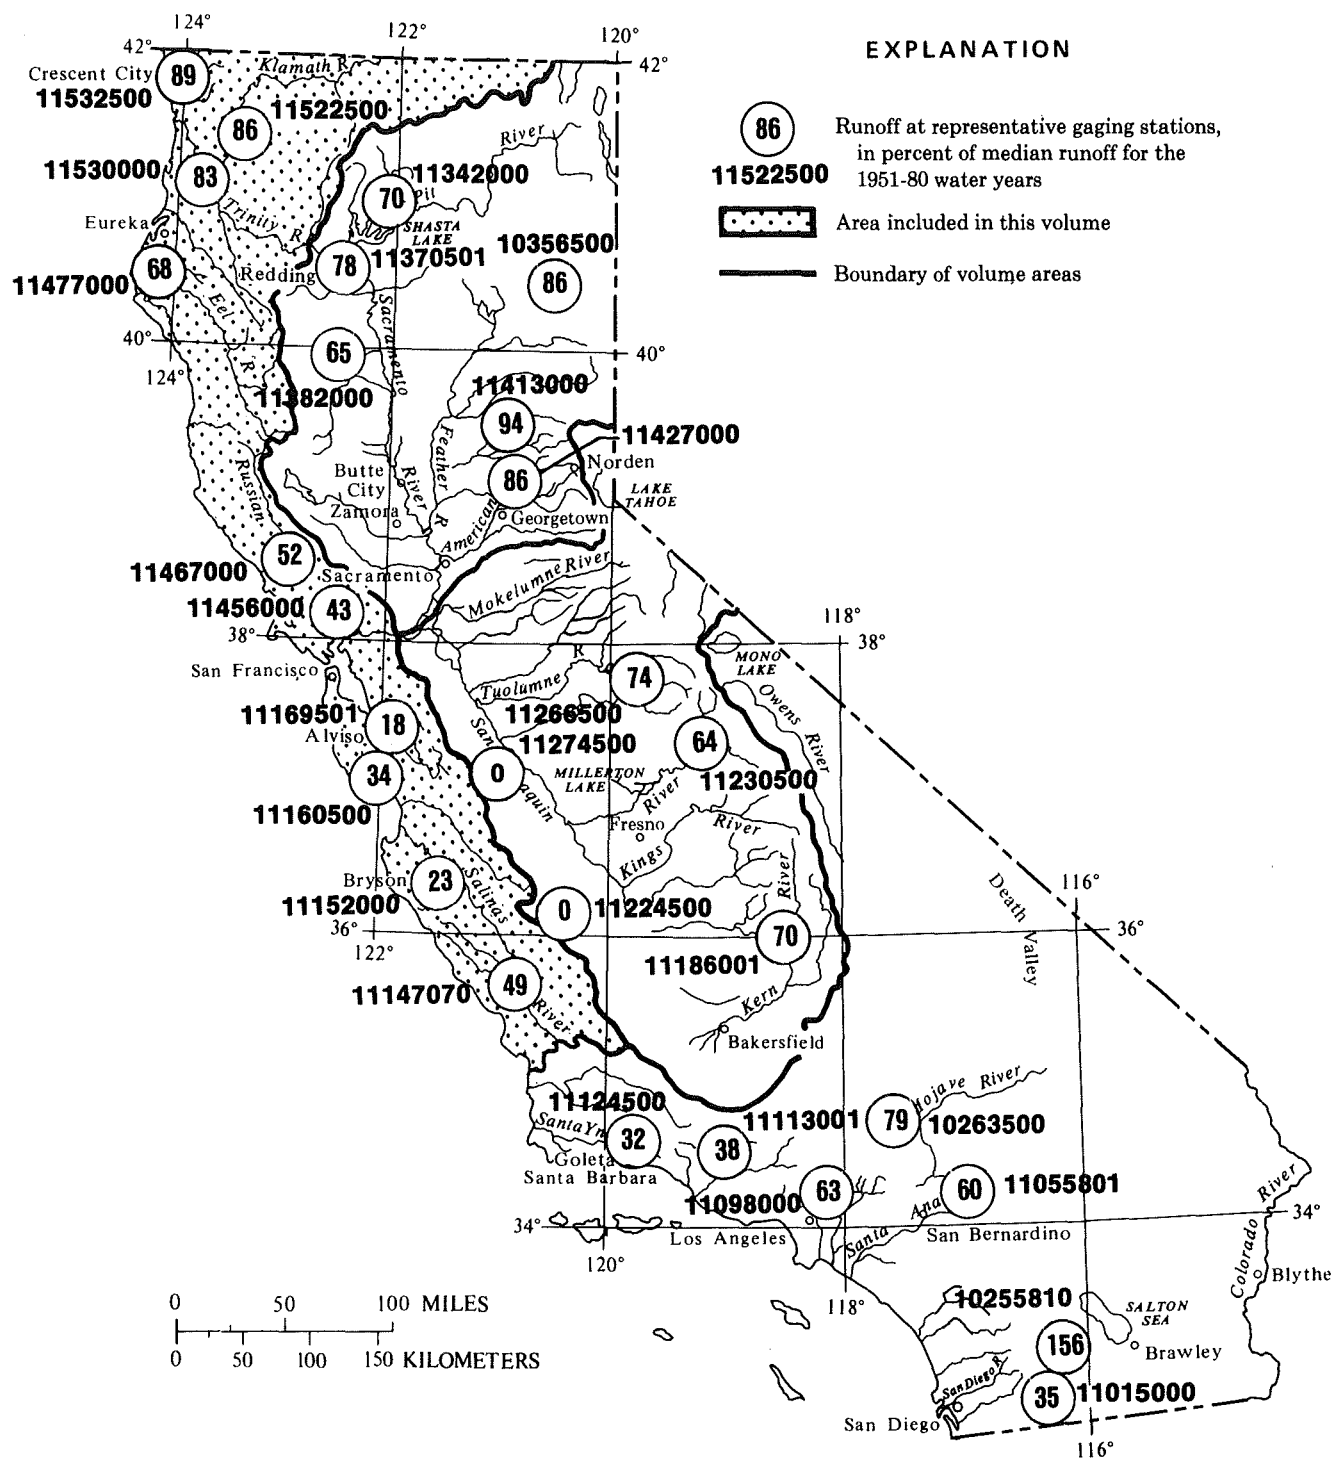 124°
122°
120°
42°
42°
EXPLANATION
Crescent City
89
11532500
Klamath R
86
11522500
River
86
11522500
Runoff at representative gaging stations,
in percent of median runoff for the
1951-80 water years
11530000
83
70
11342000
Pit
Area included in this volume
Trinity R
SHASTA
LAKE
Eureka
Boundary of volume areas
68
11477000
Redding
78
11370501
10356500
86
Eel
R
Sacramento
40°
40°
124°
65
11382000
11413000
94
11427000
Feather
R
Butte
City
River
Zamora
86
Norden
LAKE
TAHOE
Georgetown
American
Russian
52
11467000
Sacramento
Mokelumne River
11456000
43
118°
38°
38°
San Francisco
R
MONO
LAKE
Tuolumne
74
11266500
Owens River
11169501
18
Alviso
San
11274500
64
34
0
MILLERTON
LAKE
11230500
11160500
aquin
River
Fresno
River
Kings
River
Bryson
23
Salinas
11152000
0
11224500
Death Valley
116°
36°
36°
122°
70
11186001
11147070
49
River
Kern
Bakersfield
11124500
Santa Yn
32
11113001
38
79
Mojave River
10263500
Goleta
Santa Barbara
11098000
63
60
11055801
Ana
Santa
34°
34°
Los Angeles
San Bernardino
Colorado
River
120°
118°
Blythe
0 50 100 MILES
0 50 100 150 KILOMETERS
10255810
SALTON
SEA
156
Brawley
San Diego R
35
11015000
San Diego
116°